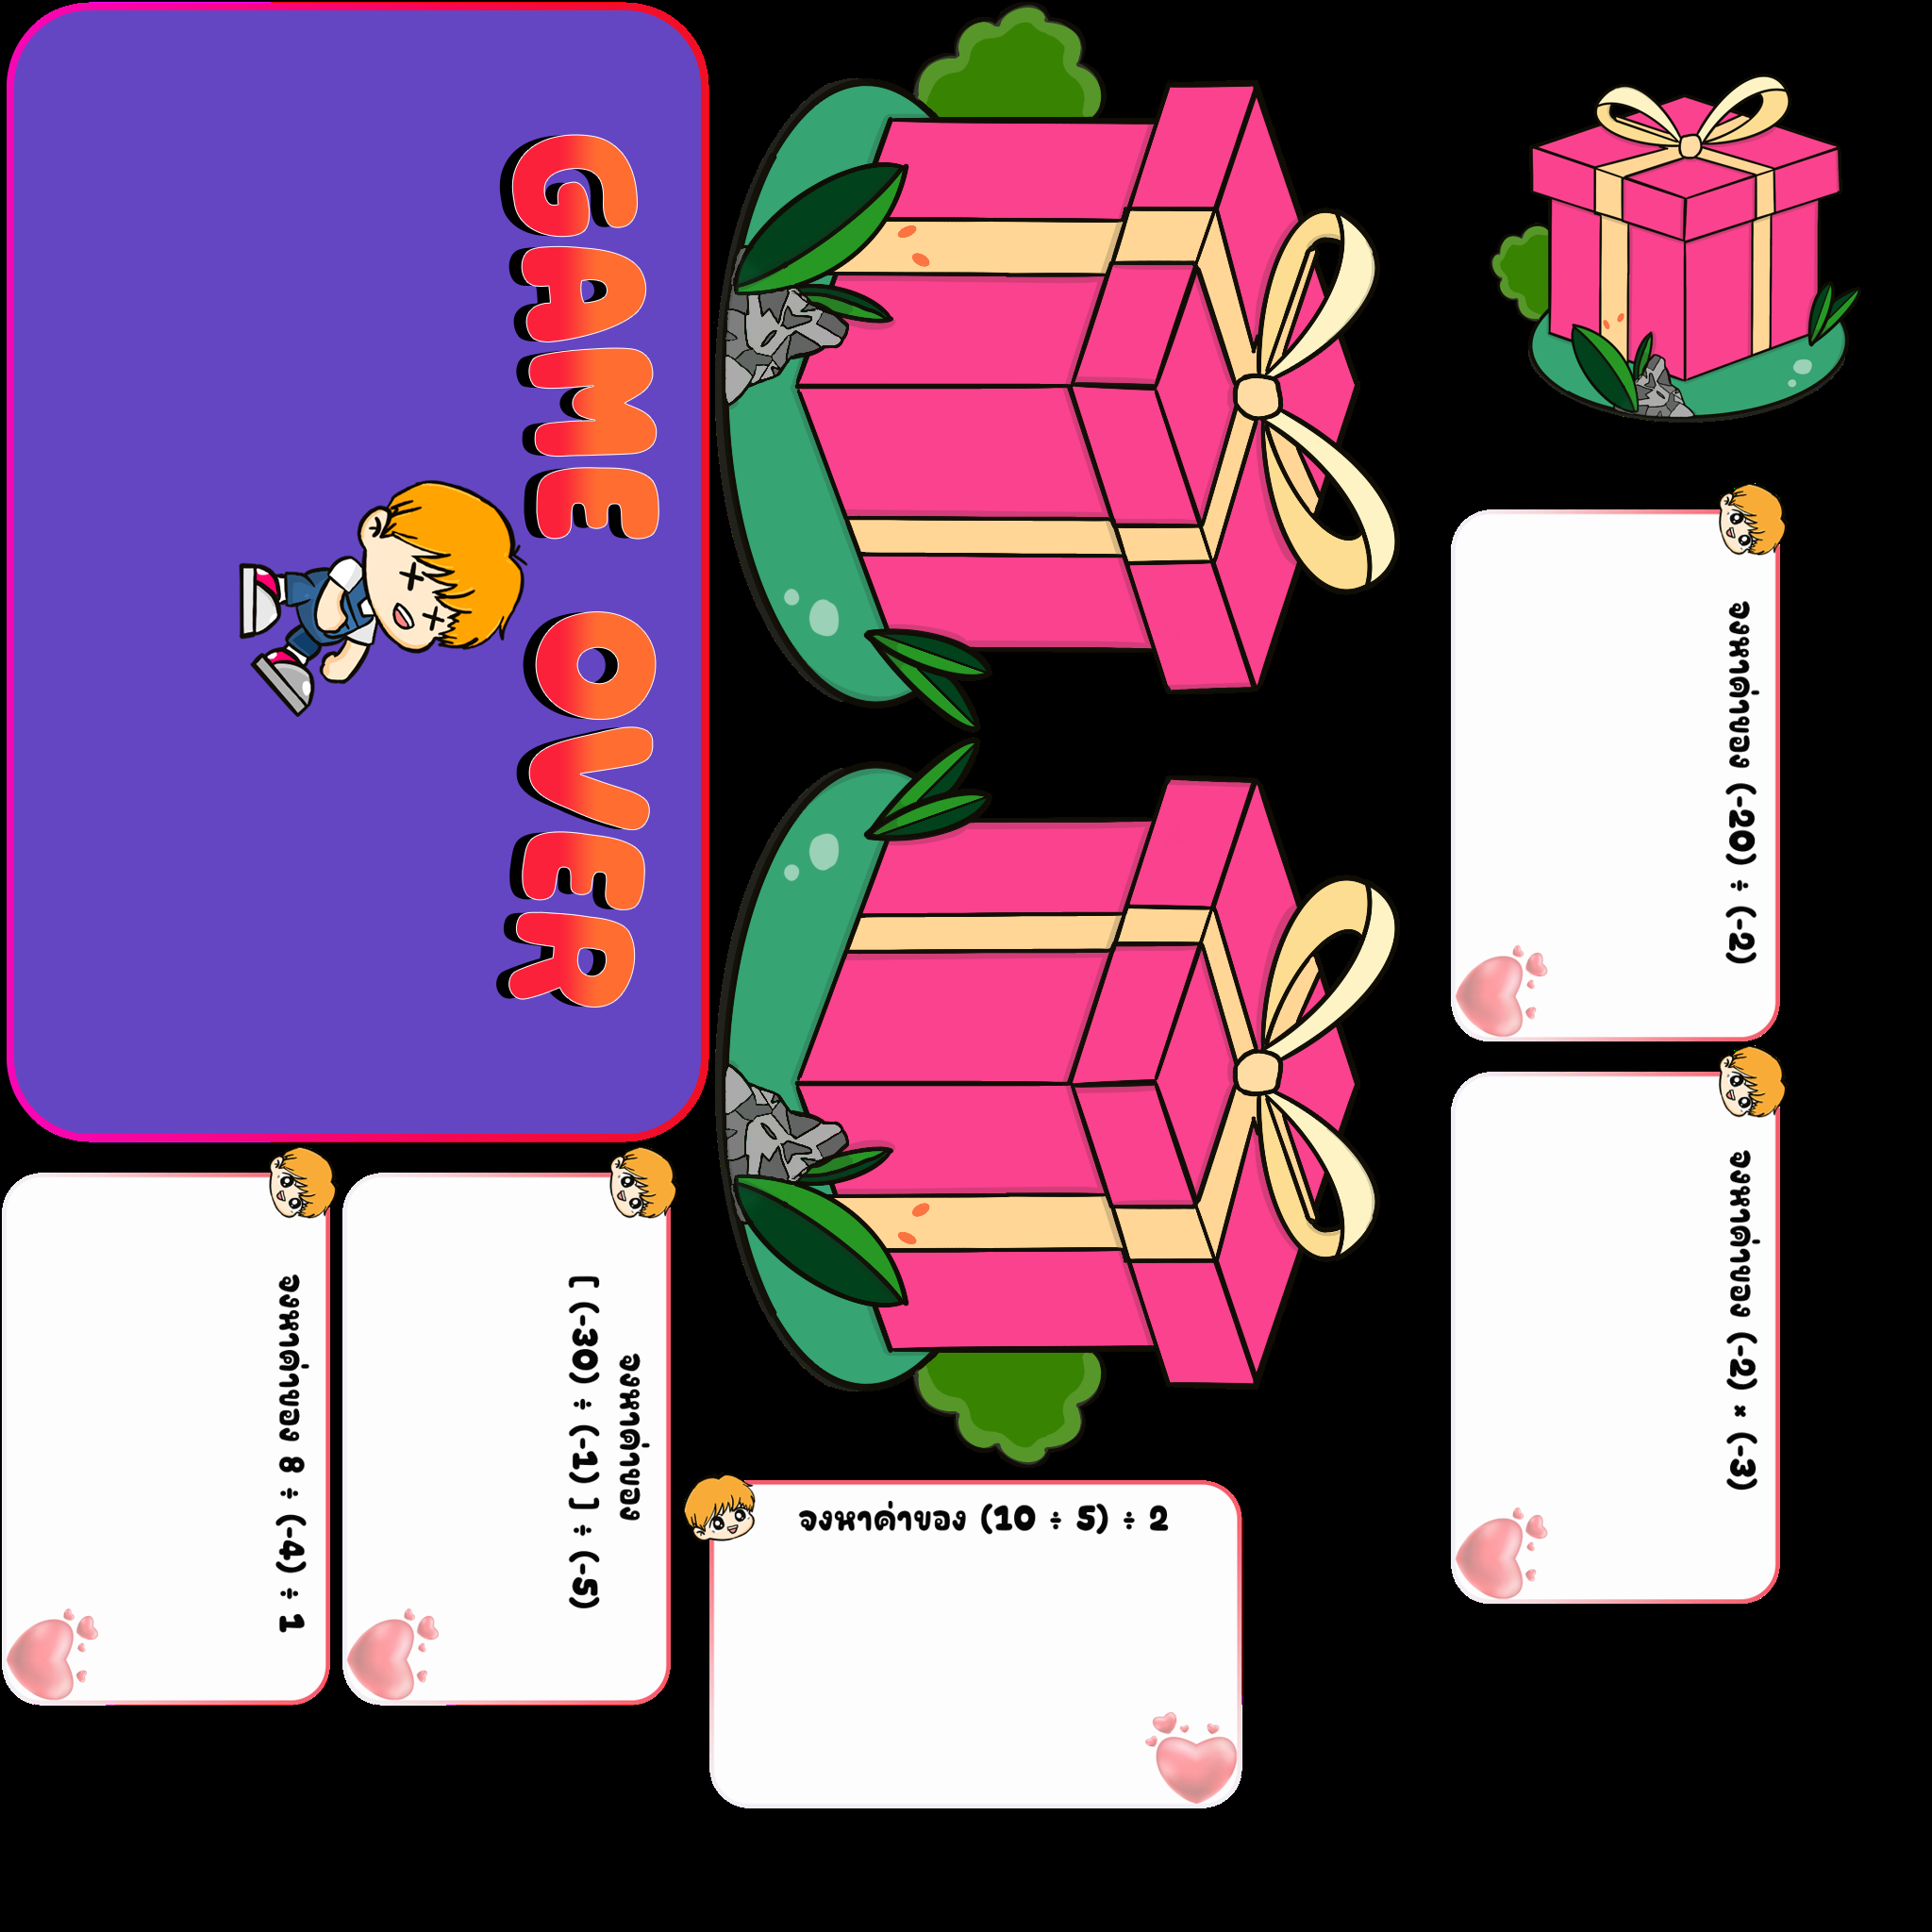 GAME OVER
จงหาค่าของ (-20) ÷ (-2)
จงหาค่าของ (-2) × (-3)
จงหาค่าของ 8 ÷ (-4) ÷ 1
จงหาค่าของ
[ (-30) ÷ (-1) ] ÷ (-5)
จงหาค่าของ (10 ÷ 5) ÷ 2